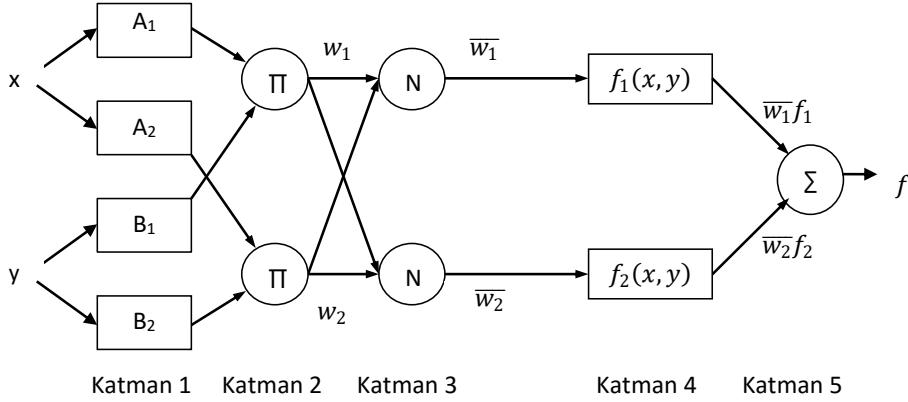 x
y
A₁
A₂
B₁
B₂
Π
Π
w₁
w₂
N
N
w̅₁
w̅₂
f₁(x, y)
f₂(x, y)
w̅₁f₁
w̅₂f₂
Σ
f
Katman 1 Katman 2 Katman 3 Katman 4 Katman 5